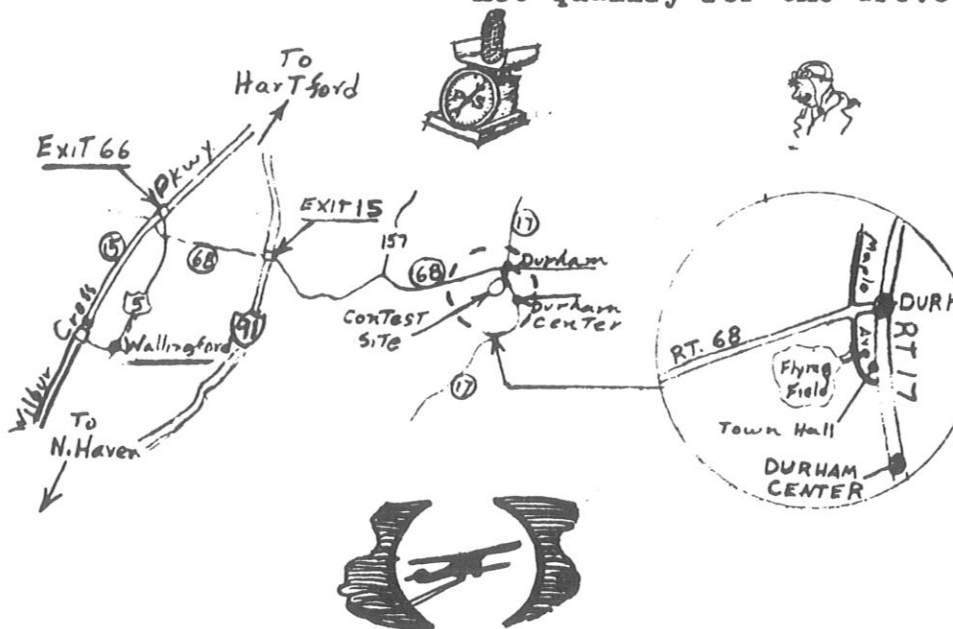 To
Hartford
Exit 66
Pkwy
Exit 15
15
68
157
17
68
Durham
5
Cross
91
Contest
Site
Durham
Center
Wallingford
Wilbur
17
To
N. Haven
Maple
DURH
RT. 68
Ave
RT 17
Flying
Field
Town Hall
DURHAM
CENTER